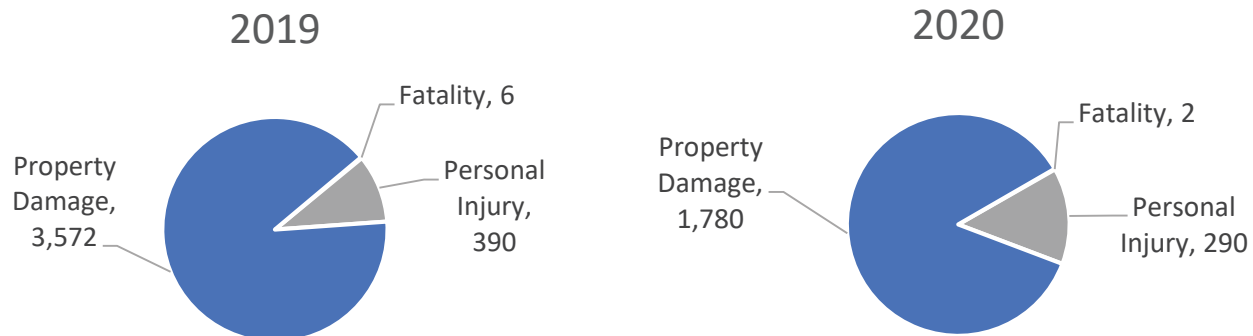 2019
Fatality, 6
Property
Damage,
3,572
Personal
Injury,
390
2020
Fatality, 2
Property
Damage,
1,780
Personal
Injury, 290